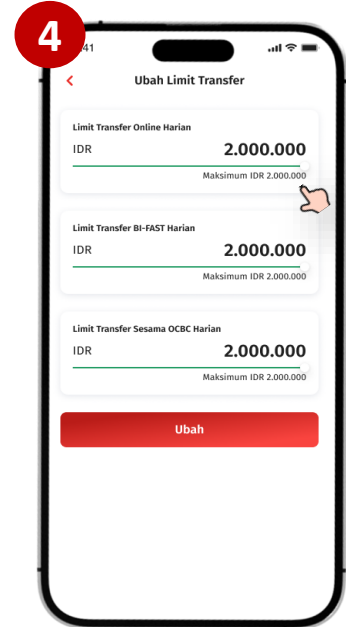 4
41
Ubah Limit Transfer
Limit Transfer Online Harian
IDR 2.000.000
Maksimum IDR 2.000.000
Limit Transfer BI-FAST Harian
IDR 2.000.000
Maksimum IDR 2.000.000
Limit Transfer Sesama OCBC Harian
IDR 2.000.000
Maksimum IDR 2.000.000
Ubah